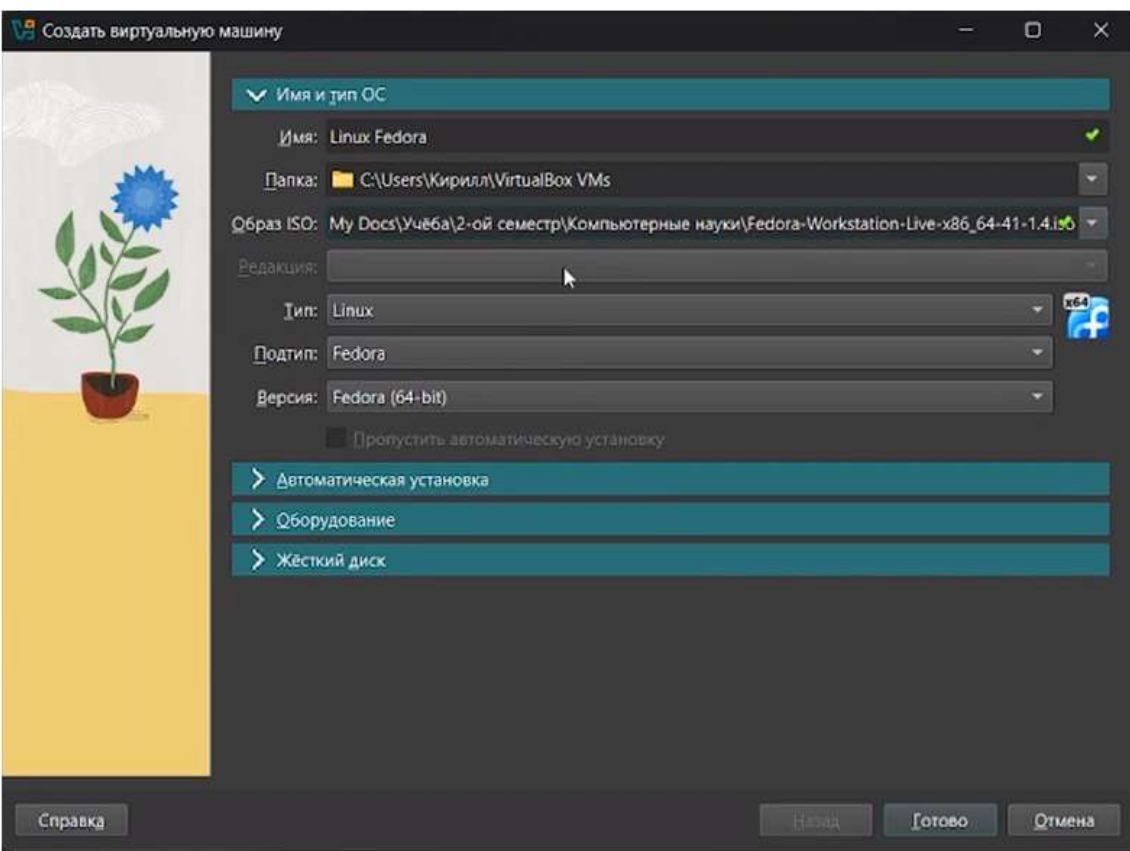 Создать виртуальную машину
Имя и тип ОС
Имя: Linux Fedora
Папка: C:\Users\Кирилл\VirtualBox VMs
Образ ISO: My Docs\Учёба\2-ой семестр\Компьютерные науки\Fedora-Workstation-Live-x86_64-41-1.4.iso
Редакция:
Тип: Linux
x64
Подтип: Fedora
Версия: Fedora (64-bit)
Пропустить автоматическую установку
Автоматическая установка
Оборудование
Жёсткий диск
Справка Назад Готово Отмена